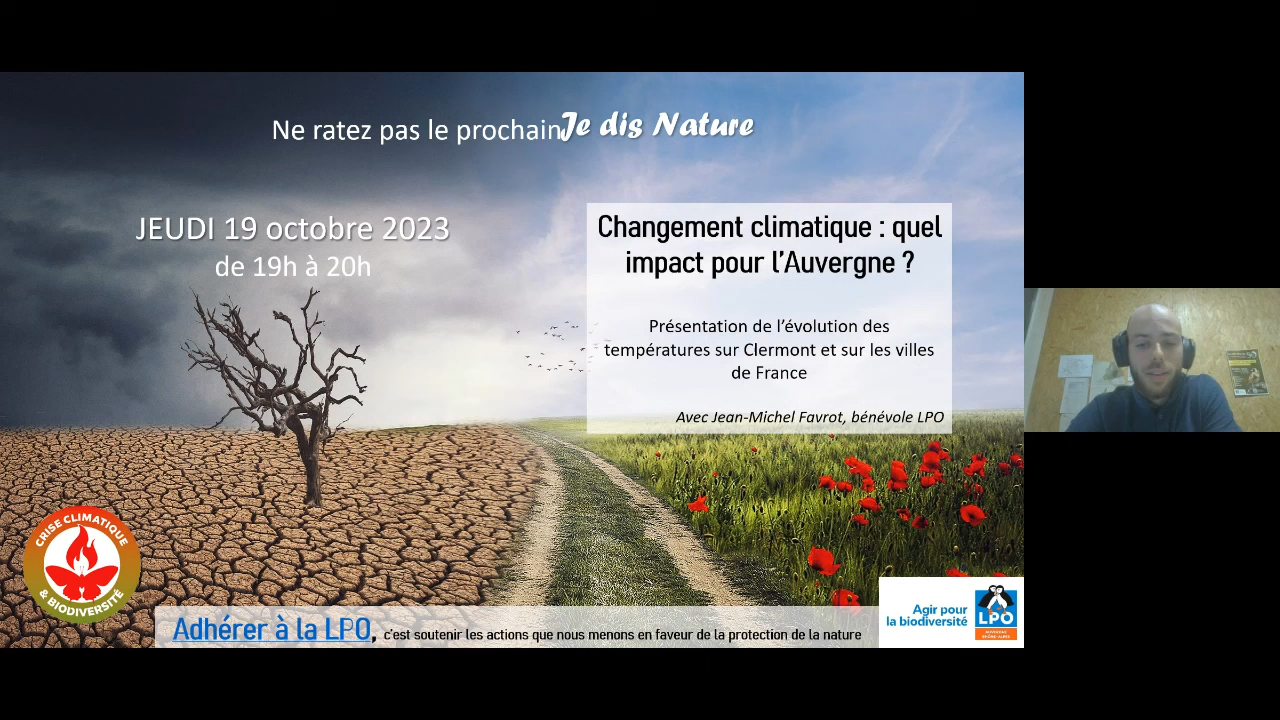 Ne ratez pas le prochain Je dis Nature
JEUDI 19 octobre 2023
de 19h à 20h
Changement climatique : quel
impact pour l'Auvergne ?
Présentation de l'évolution des
températures sur Clermont et sur les villes
de France
Avec Jean-Michel Favrot, bénévole LPO
CRISE CLIMATIQUE
& BIODIVERSITÉ
Adhérer à la LPO, c'est soutenir les actions que nous menons en faveur de la protection de la nature
Agir pour
la biodiversité
LPO
AUVERGNE
RHÔNE-ALPES